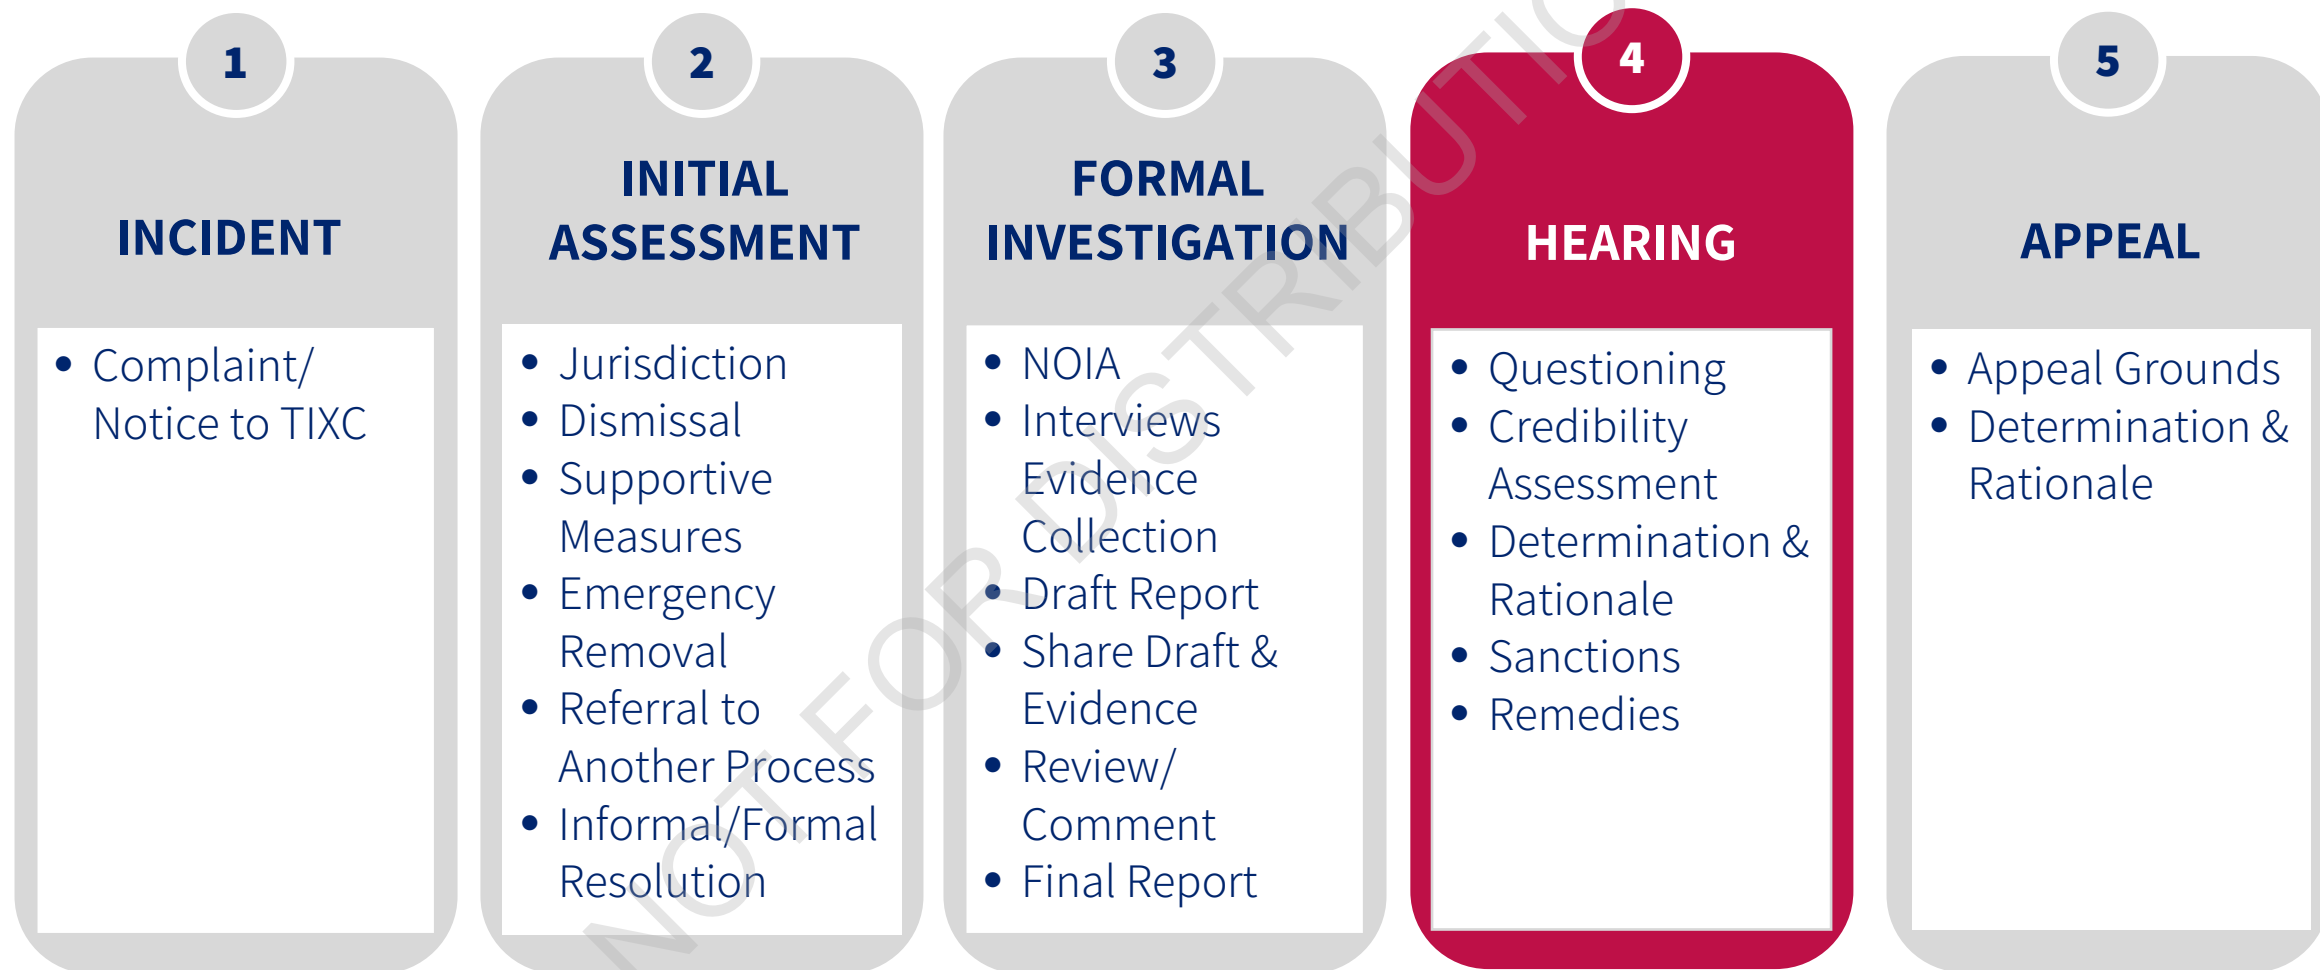 1
INCIDENT
• Complaint/
Notice to TIXC
2
INITIAL
ASSESSMENT
• Jurisdiction
• Dismissal
• Supportive
Measures
• Emergency
Removal
• Referral to
Another Process
• Informal/Formal
Resolution
3
FORMAL
INVESTIGATION
• NOIA
• Interviews
Evidence
Collection
• Draft Report
• Share Draft &
Evidence
• Review/
Comment
• Final Report
4
HEARING
• Questioning
• Credibility
Assessment
• Determination &
Rationale
• Sanctions
• Remedies
5
APPEAL
• Appeal Grounds
• Determination &
Rationale
NOT FOR DISTRIBUTIO